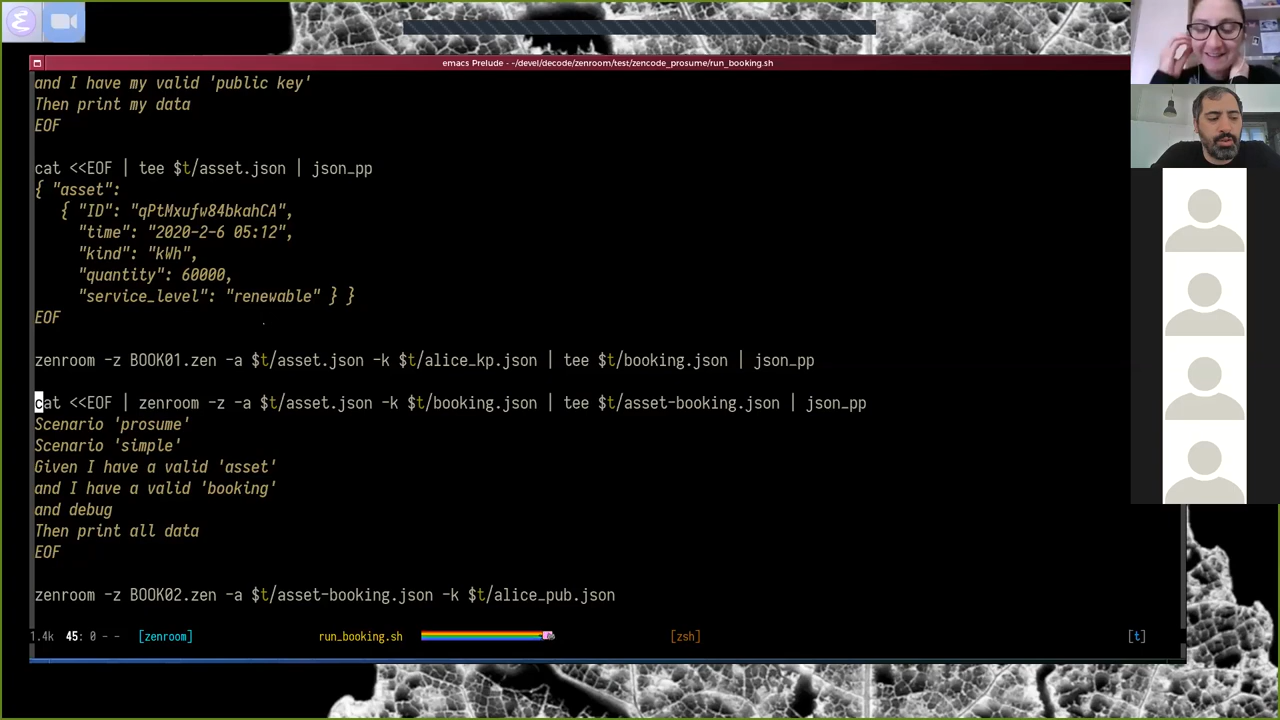 emacs Prelude - ~/devel/decode/zenroom/test/zencode_prosume/run_booking.sh
and I have my valid 'public key'
Then print my data
EOF
cat <<EOF | tee $t/asset.json | json_pp
{ "asset":
{ "ID": "qPtMxufw84bkahCA",
"time": "2020-2-6 05:12",
"kind": "kWh",
"quantity": 60000,
"service_level": "renewable" } }
EOF
zenroom -z BOOK01.zen -a $t/asset.json -k $t/alice_kp.json | tee $t/booking.json | json_pp
cat <<EOF | zenroom -z -a $t/asset.json -k $t/booking.json | tee $t/asset-booking.json | json_pp
Scenario 'prosume'
Scenario 'simple'
Given I have a valid 'asset'
and I have a valid 'booking'
and debug
Then print all data
EOF
zenroom -z BOOK02.zen -a $t/asset-booking.json -k $t/alice_pub.json
1.4k 45: 0 - - [zenroom] run_booking.sh [zsh] [t]